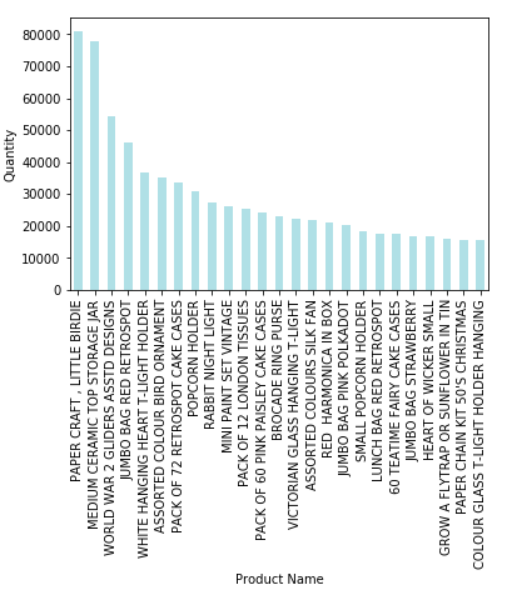 80000
70000
60000
50000
40000
30000
20000
10000
0
Quantity
PAPER CRAFT , LITTLE BIRDIE
MEDIUM CERAMIC TOP STORAGE JAR
WORLD WAR 2 GLIDERS ASSTD DESIGNS
JUMBO BAG RED RETROSPOT
WHITE HANGING HEART T-LIGHT HOLDER
ASSORTED COLOUR BIRD ORNAMENT
PACK OF 72 RETROSPOT CAKE CASES
POPCORN HOLDER
RABBIT NIGHT LIGHT
MINI PAINT SET VINTAGE
PACK OF 12 LONDON TISSUES
PACK OF 60 PINK PAISLEY CAKE CASES
BROCADE RING PURSE
VICTORIAN GLASS HANGING T-LIGHT
ASSORTED COLOURS SILK FAN
RED HARMONICA IN BOX
JUMBO BAG PINK POLKADOT
SMALL POPCORN HOLDER
LUNCH BAG RED RETROSPOT
60 TEATIME FAIRY CAKE CASES
JUMBO BAG STRAWBERRY
HEART OF WICKER SMALL
GROW A FLYTRAP OR SUNFLOWER IN TIN
PAPER CHAIN KIT 50'S CHRISTMAS
COLOUR GLASS T-LIGHT HOLDER HANGING
Product Name